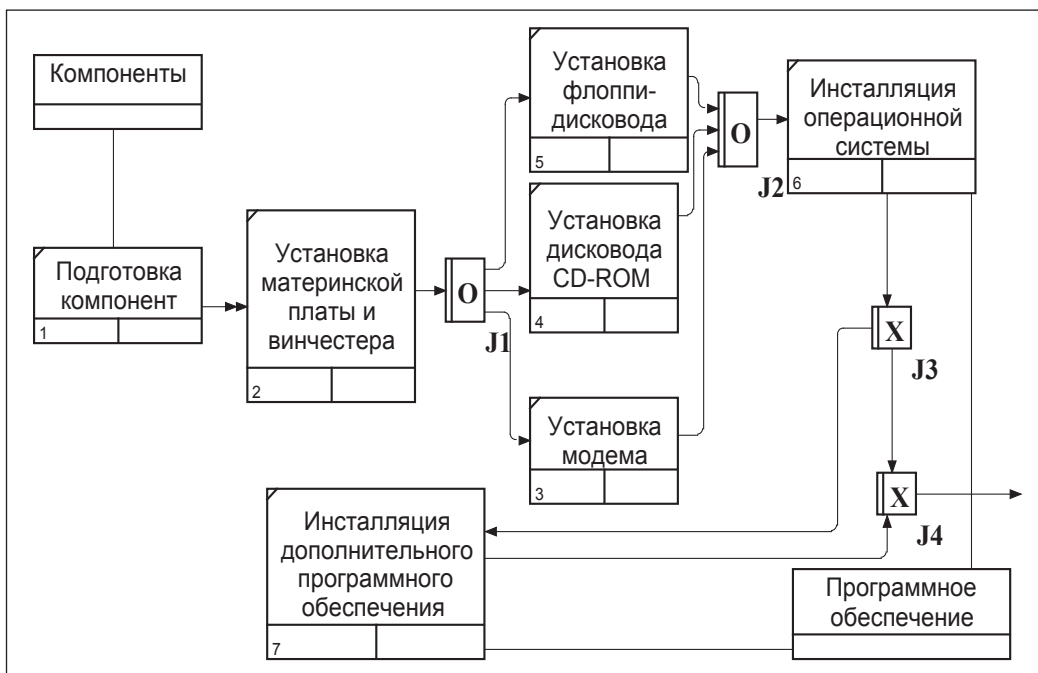 Компоненты
Подготовка
компонент
1
Установка
материнской
платы и
винчестера
2
O
J1
Установка
флоппи-
дисковода
5
Установка
дисковода
CD-ROM
4
Установка
модема
3
O
J2
Инсталляция
операционной
системы
6
X
J3
X
J4
Инсталляция
дополнительного
программного
обеспечения
7
Программное
обеспечение